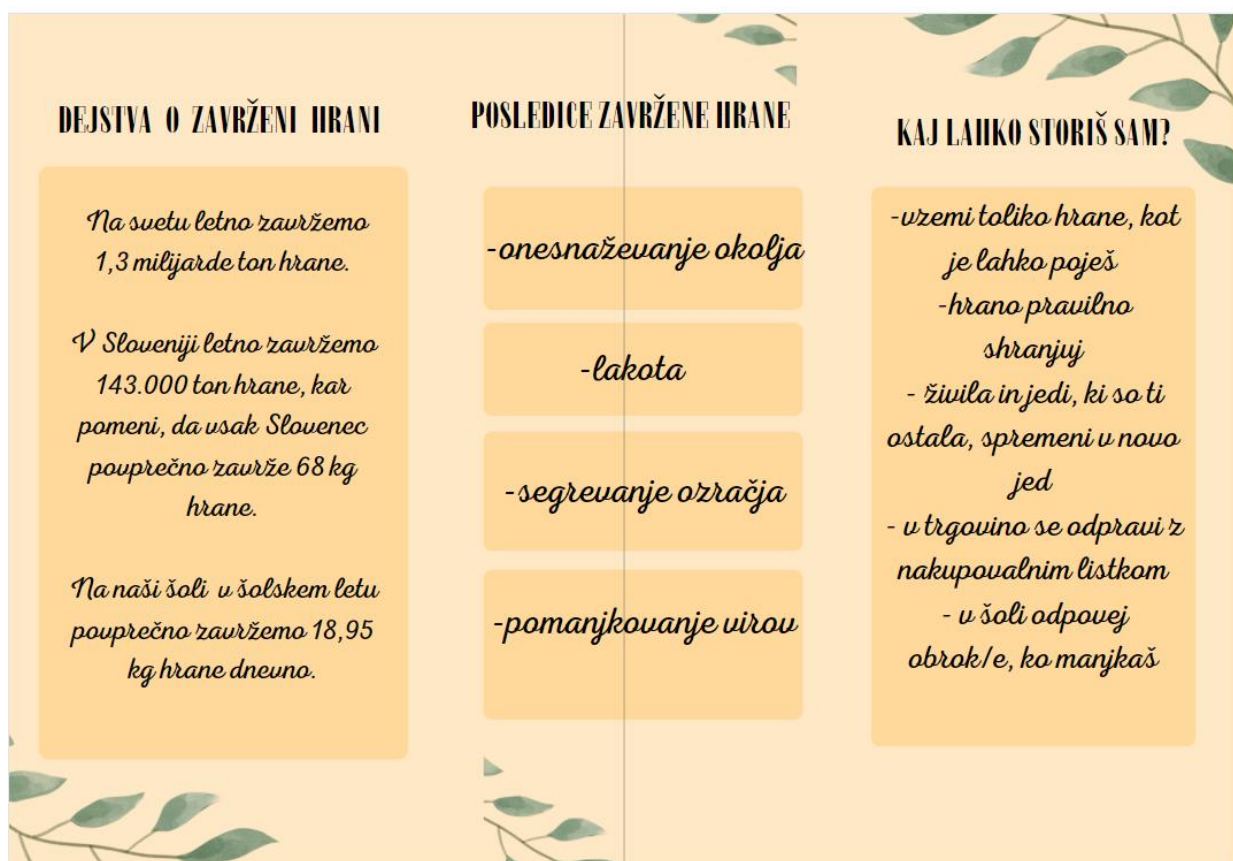 DEJSTVA O ZAVRŽENI HRANI
Na svetu letno zavržemo
1,3 milijarde ton hrane.
V Sloveniji letno zavržemo
143.000 ton hrane, kar
pomeni, da vsak Slovenec
povprečno zavrže 68 kg
hrane.
Na naši šoli v šolskem letu
povprečno zavržemo 18,95
kg hrane dnevno.
POSLEDICE ZAVRŽENE HRANE
-onesnaževanje okolja
-lakota
-segrevanje ozračja
-pomanjkovanje virov
KAJ LAHKO STORIŠ SAM?
-vzemi toliko hrane, kot
je lahko poješ
-hrano pravilno
shranjuj
- živila in jedi, ki so ti
ostala, spremeni v novo
jed
- v trgovino se odpravi z
nakupovalnim listkom
- v šoli odpovej
obrok/e, ko manjkaš